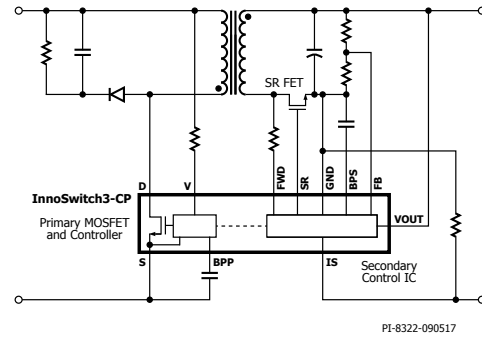 SR FET
D
V
FWD
SR
GND
BPS
FB
InnoSwitch3-CP
Primary MOSFET
and Controller
VOUT
S
BPP
IS
Secondary
Control IC
PI-8322-090517